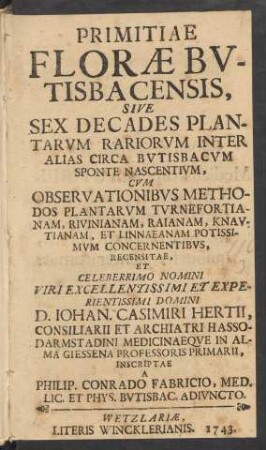 PRIMITIAE
FLORÆ BV-
TISBACENSIS,
SIVE
SEX DECADES PLAN-
TARVM RARIORVM INTER
ALIAS CIRCA BVTISBACVM
SPONTE NASCENTIVM,
CVM
OBSERVATIONIBVS METHO-
DOS PLANTARVM TVRNEFORTIA-
NAM, RIVINIANAM, RAIANAM, KNAV-
TIANAM, ET LINNAEANAM POTISSI-
MVM CONCERNENTIBVS,
RECENSITAE,
ET
CELEBERRIMO NOMINI
VIRI EXCELLENTISSIMI ET EXPE-
RIENTISSIMI DOMINI
D. IOHAN. CASIMIRI HERTII,
CONSILIARII ET ARCHIATRI HASSO-
DARMSTADINI MEDICINAEQVE IN AL-
MA GIESSENA PROFESSORIS PRIMARII,
INSCRIPTAE
A
PHILIP. CONRADO FABRICIO, MED.
LIC. ET PHYS. BVTISBAC. ADIVNCTO.
WETZLARIÆ,
LITERIS WINCKLERIANIS. 1743.